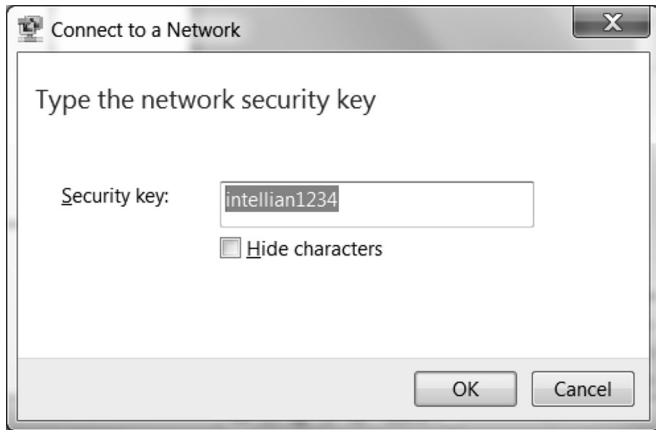 Connect to a Network
X
Type the network security key
Security key:
intellian1234
Hide characters
OK
Cancel